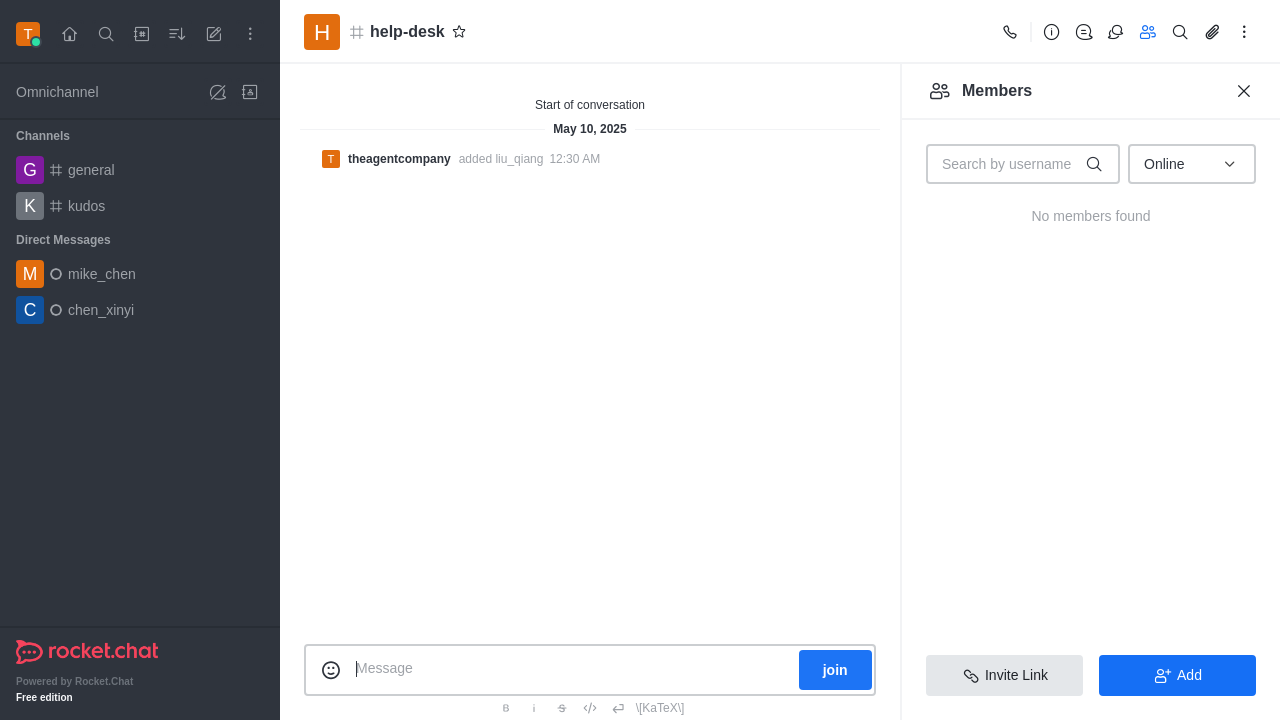 T
Omnichannel
Channels
G general
K kudos
Direct Messages
M mike_chen
C chen_xinyi
rocket.chat
Powered by Rocket.Chat
Free edition
H help-desk
Start of conversation
May 10, 2025
T theagentcompany added liu_qiang 12:30 AM
Message
join
B i S \[KaTeX\]
Members
Search by username
Online
No members found
Invite Link
Add